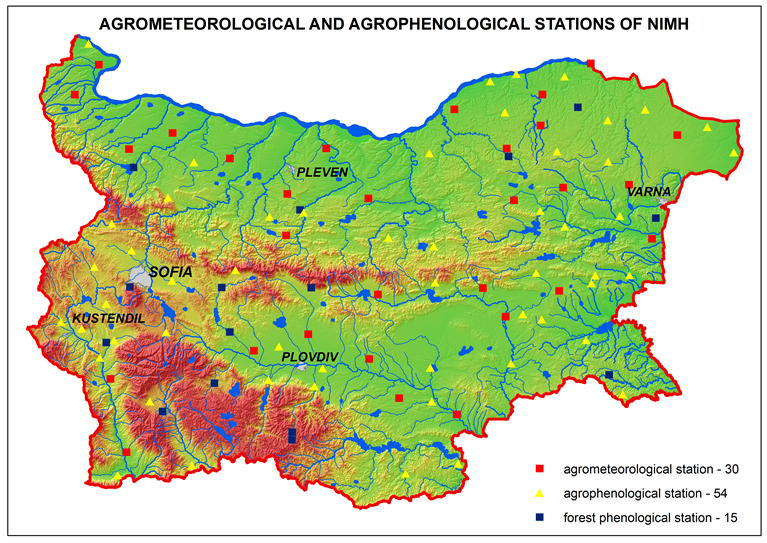 AGROMETEOROLOGICAL AND AGROPHENOLOGICAL STATIONS OF NIMH
PLEVEN
VARNA
SOFIA
KUSTENDIL
PLOVDIV
agrometeorological station - 30
agrophenological station - 54
forest phenological station - 15